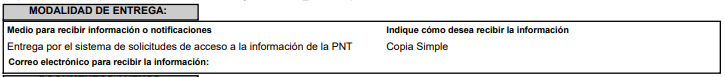 MODALIDAD DE ENTREGA:
Medio para recibir información o notificaciones
Indique cómo desea recibir la información
Entrega por el sistema de solicitudes de acceso a la información de la PNT
Copia Simple
Correo electrónico para recibir la información: